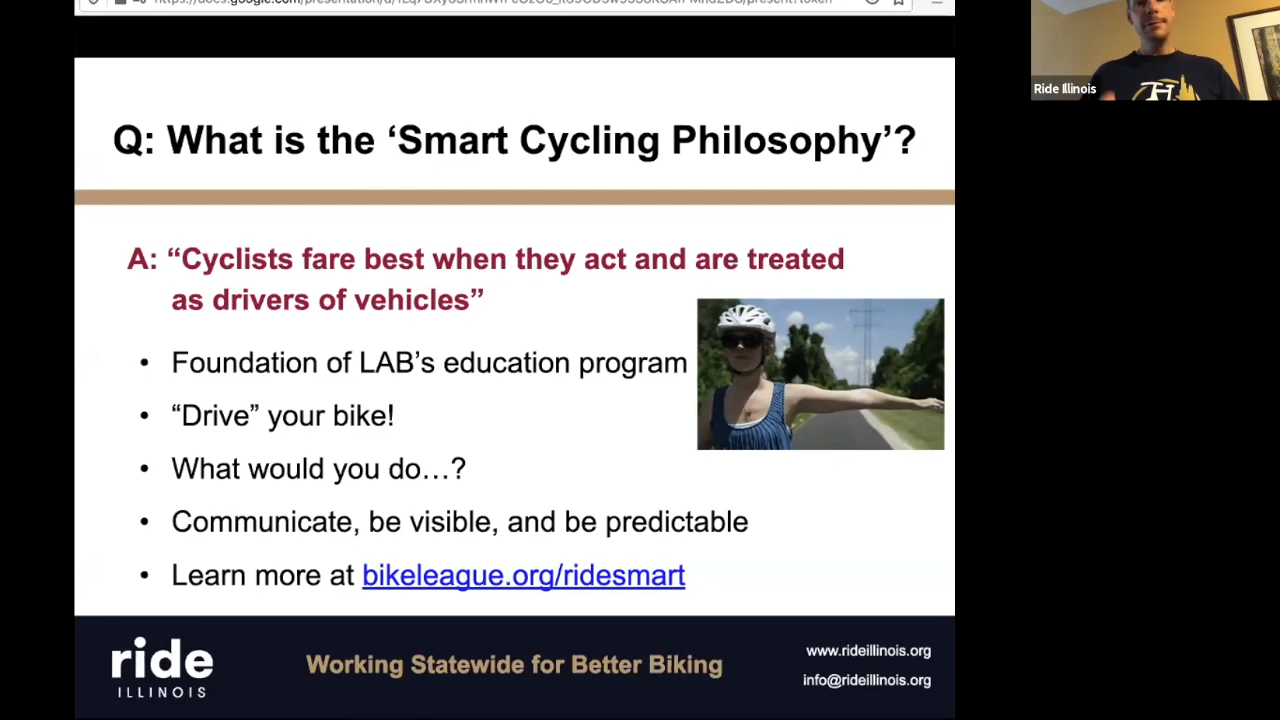 Ride Illinois
Q: What is the ‘Smart Cycling Philosophy’?
A: “Cyclists fare best when they act and are treated
as drivers of vehicles”
• Foundation of LAB’s education program
• “Drive” your bike!
• What would you do…?
• Communicate, be visible, and be predictable
• Learn more at bikeleague.org/ridesmart
ride
ILLINOIS
Working Statewide for Better Biking
www.rideillinois.org
info@rideillinois.org